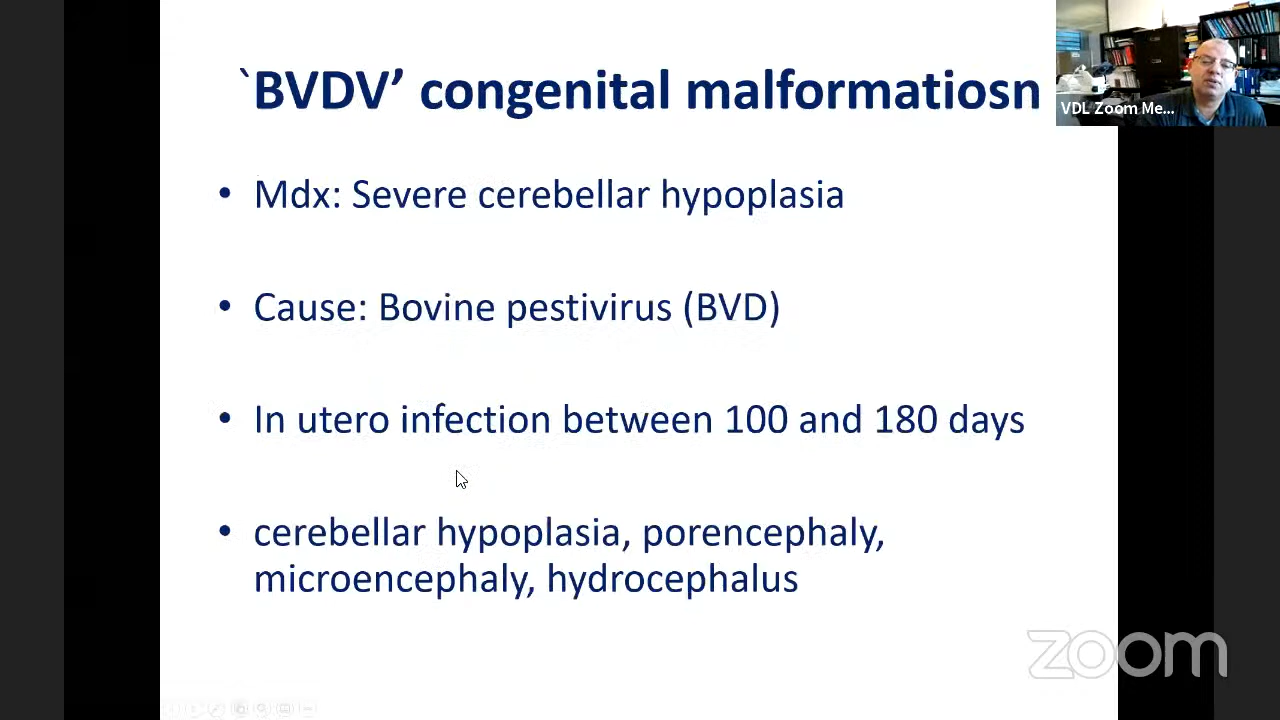 `BVDV’ congenital malformatiosn
VDL Zoom Me...
• Mdx: Severe cerebellar hypoplasia
• Cause: Bovine pestivirus (BVD)
• In utero infection between 100 and 180 days
• cerebellar hypoplasia, porencephaly,
microencephaly, hydrocephalus
zoom